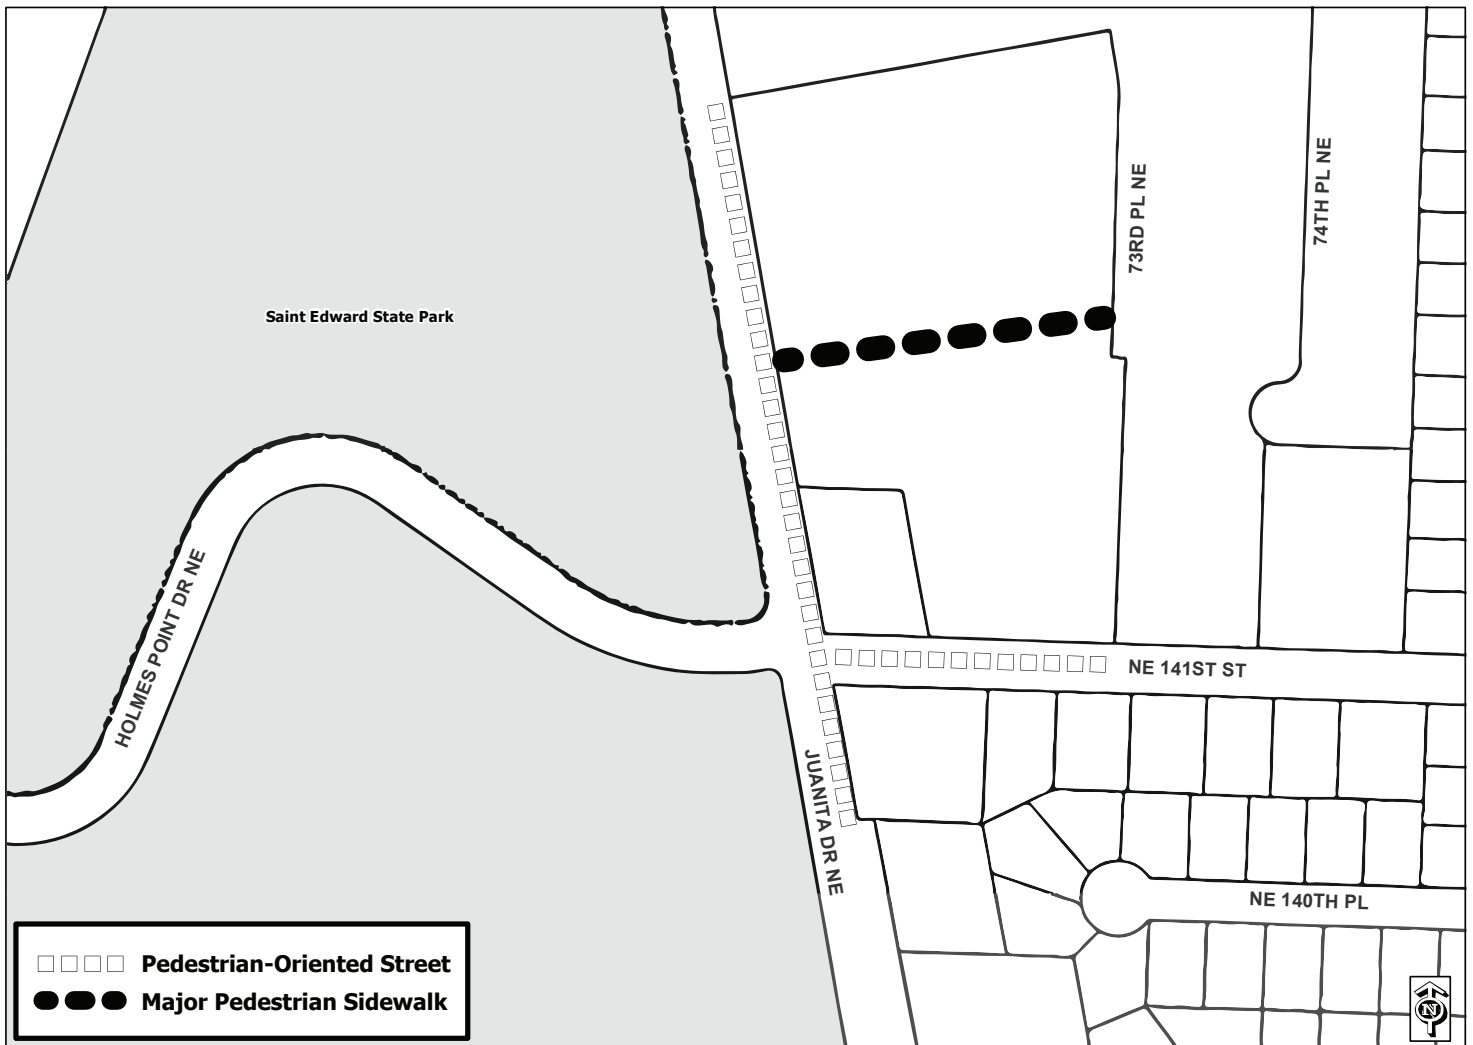 73RD PL NE
74TH PL NE
Saint Edward State Park
HOLMES POINT DR NE
NE 141ST ST
JUANITA DR NE
NE 140TH PL
Pedestrian-Oriented Street
Major Pedestrian Sidewalk
N